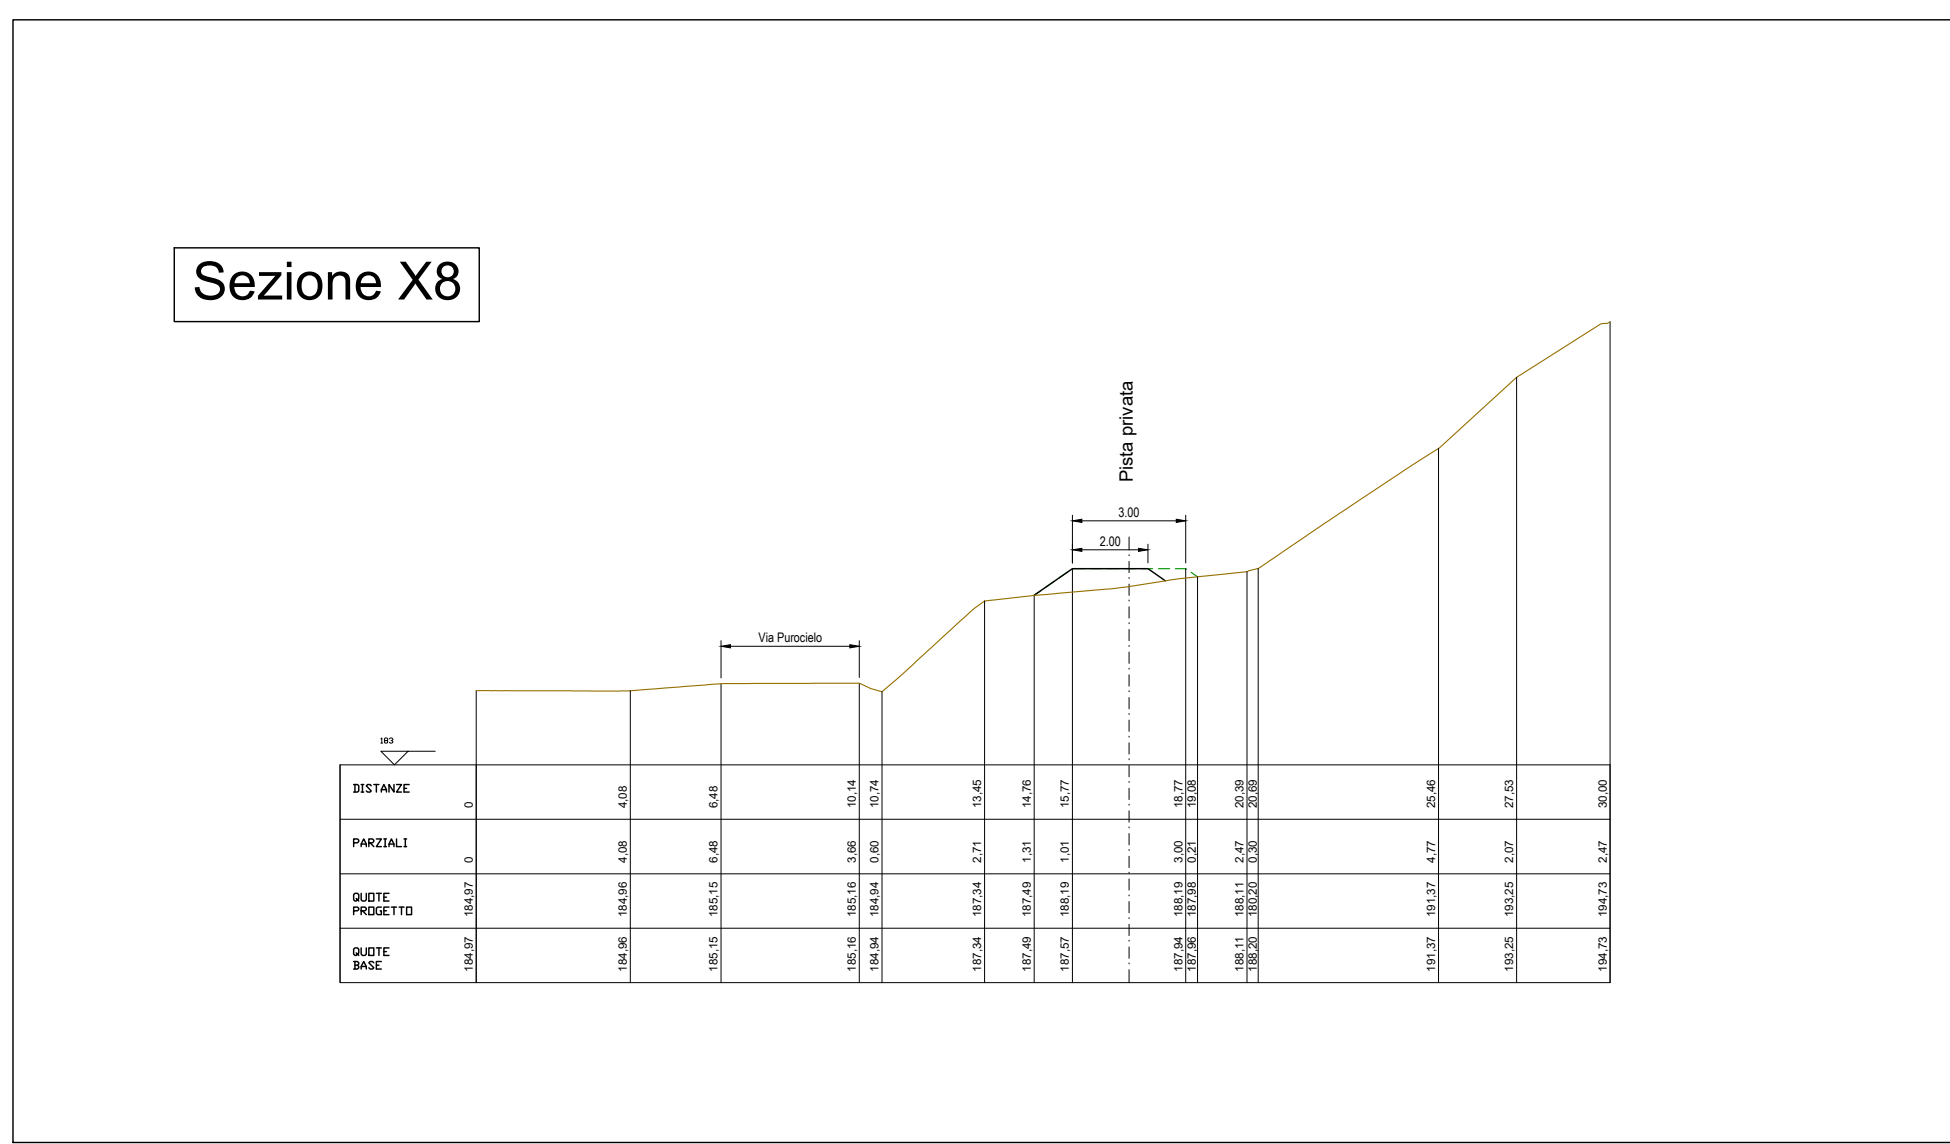 Sezione X8
Pista privata
3.00
2.00
Via Purocielo
183
DISTANZE 0 4,08 6,48 10,14 10,74 13,45 14,76 15,77 18,77 19,08 20,39 20,69 25,46 27,53 30,00
PARZIALI 0 4,08 6,48 3,66 0,60 2,71 1,31 1,01 3,00 0,21 2,47 0,30 4,77 2,07 2,47
QUOTE
PROGETTO 184,97 184,96 185,15 185,16 184,94 187,34 187,49 188,19 188,19 187,98 188,11 180,20 191,37 193,25 194,73
QUOTE
BASE 184,97 184,96 185,15 185,16 184,94 187,34 187,49 187,57 187,94 187,96 188,11 188,20 191,37 193,25 194,73